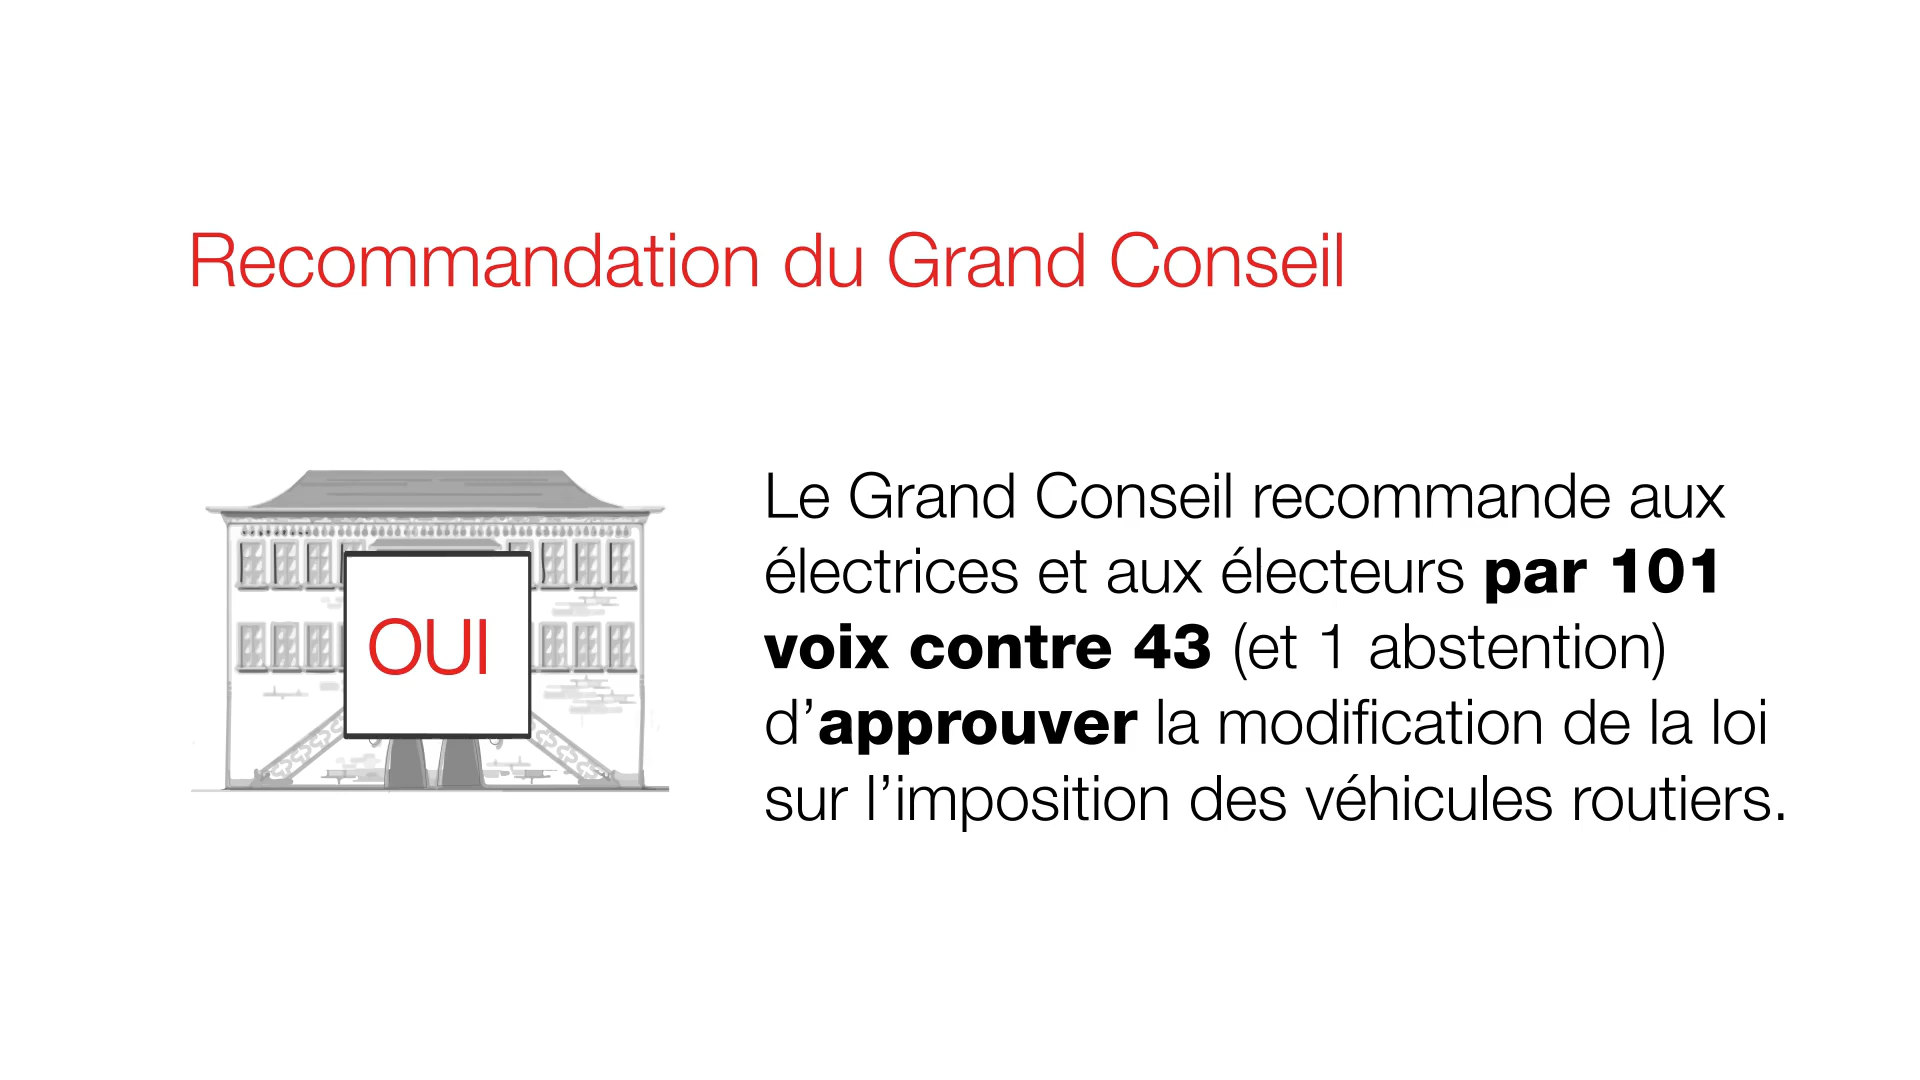 Recommandation du Grand Conseil
OUI
Le Grand Conseil recommande aux
électrices et aux électeurs par 101
voix contre 43 (et 1 abstention)
d’approuver la modification de la loi
sur l’imposition des véhicules routiers.